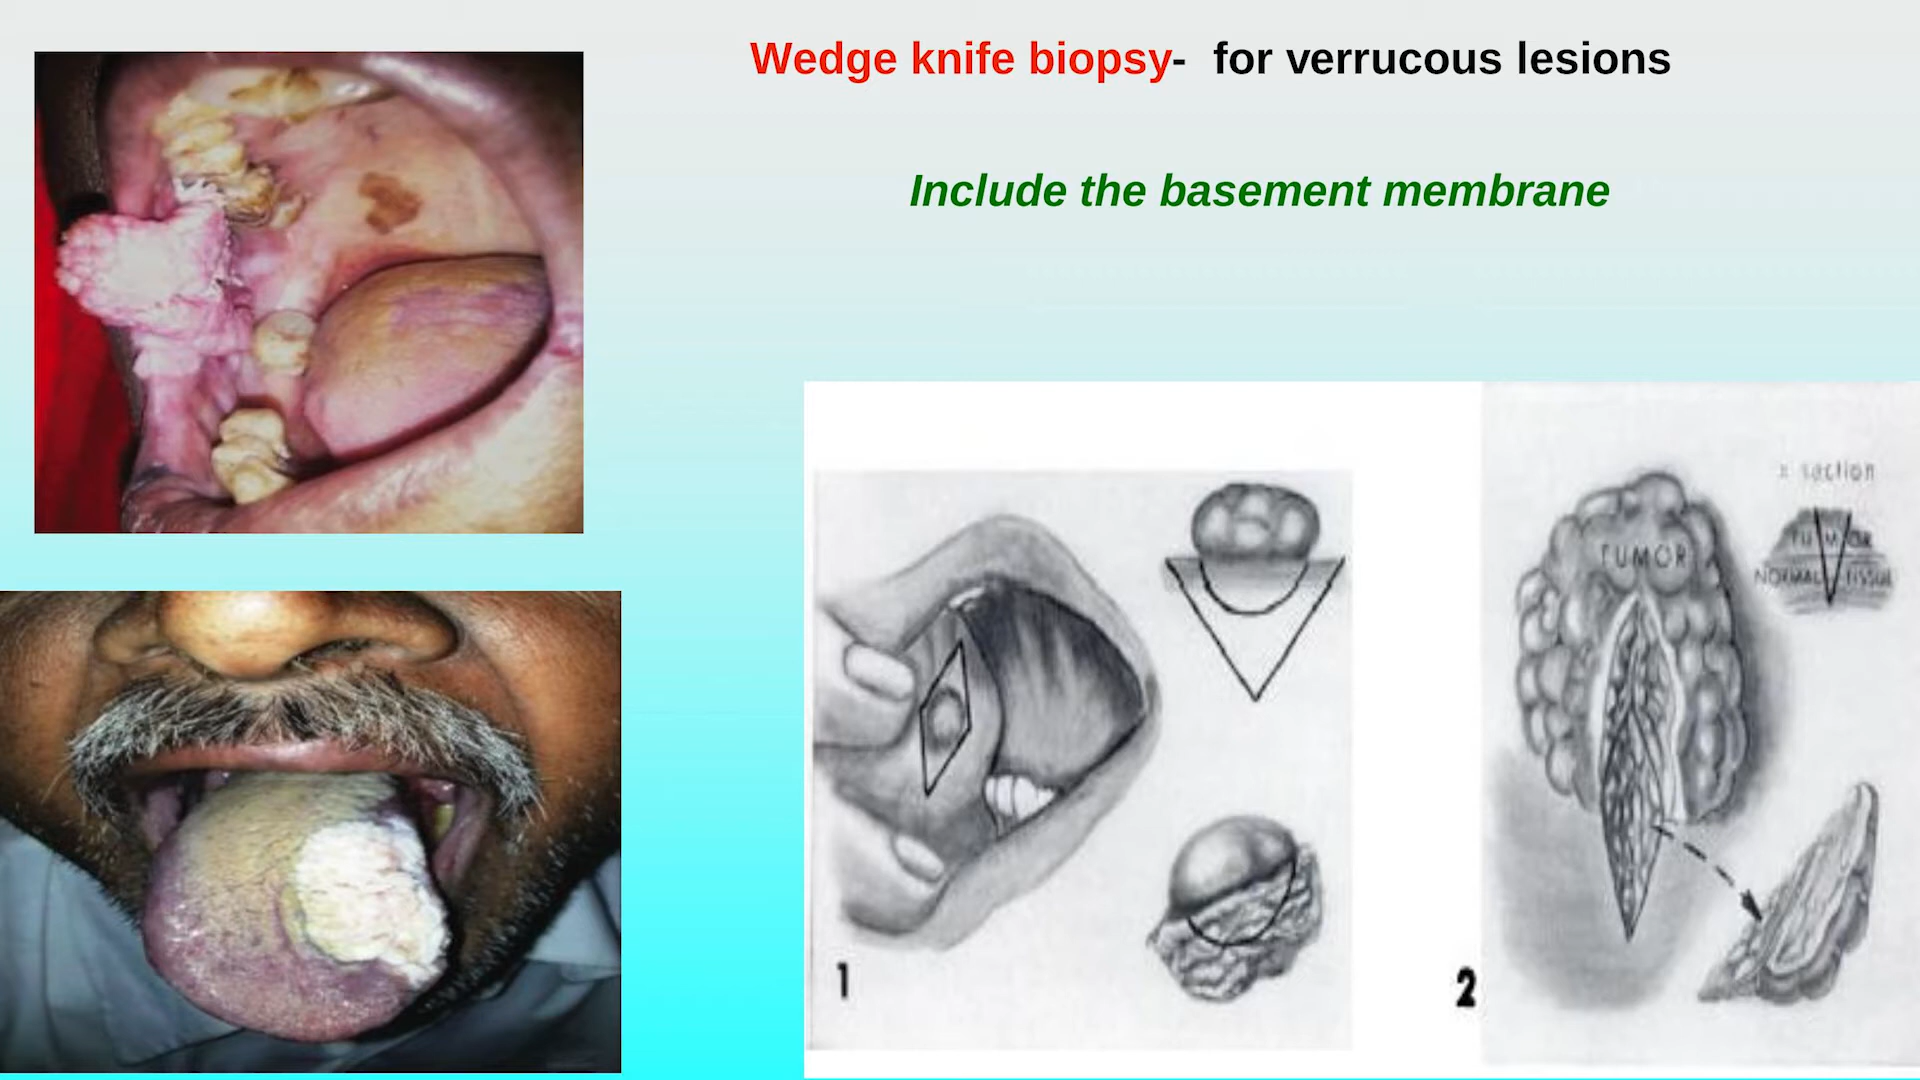 Wedge knife biopsy- for verrucous lesions
Include the basement membrane
x section
TUMOR
TUMOR
NORMAL TISSUE
1
2